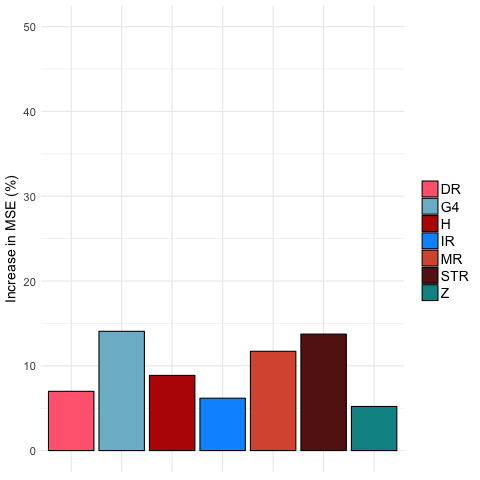 50
40
30
20
10
0
Increase in MSE (%)
DR
G4
H
IR
MR
STR
Z